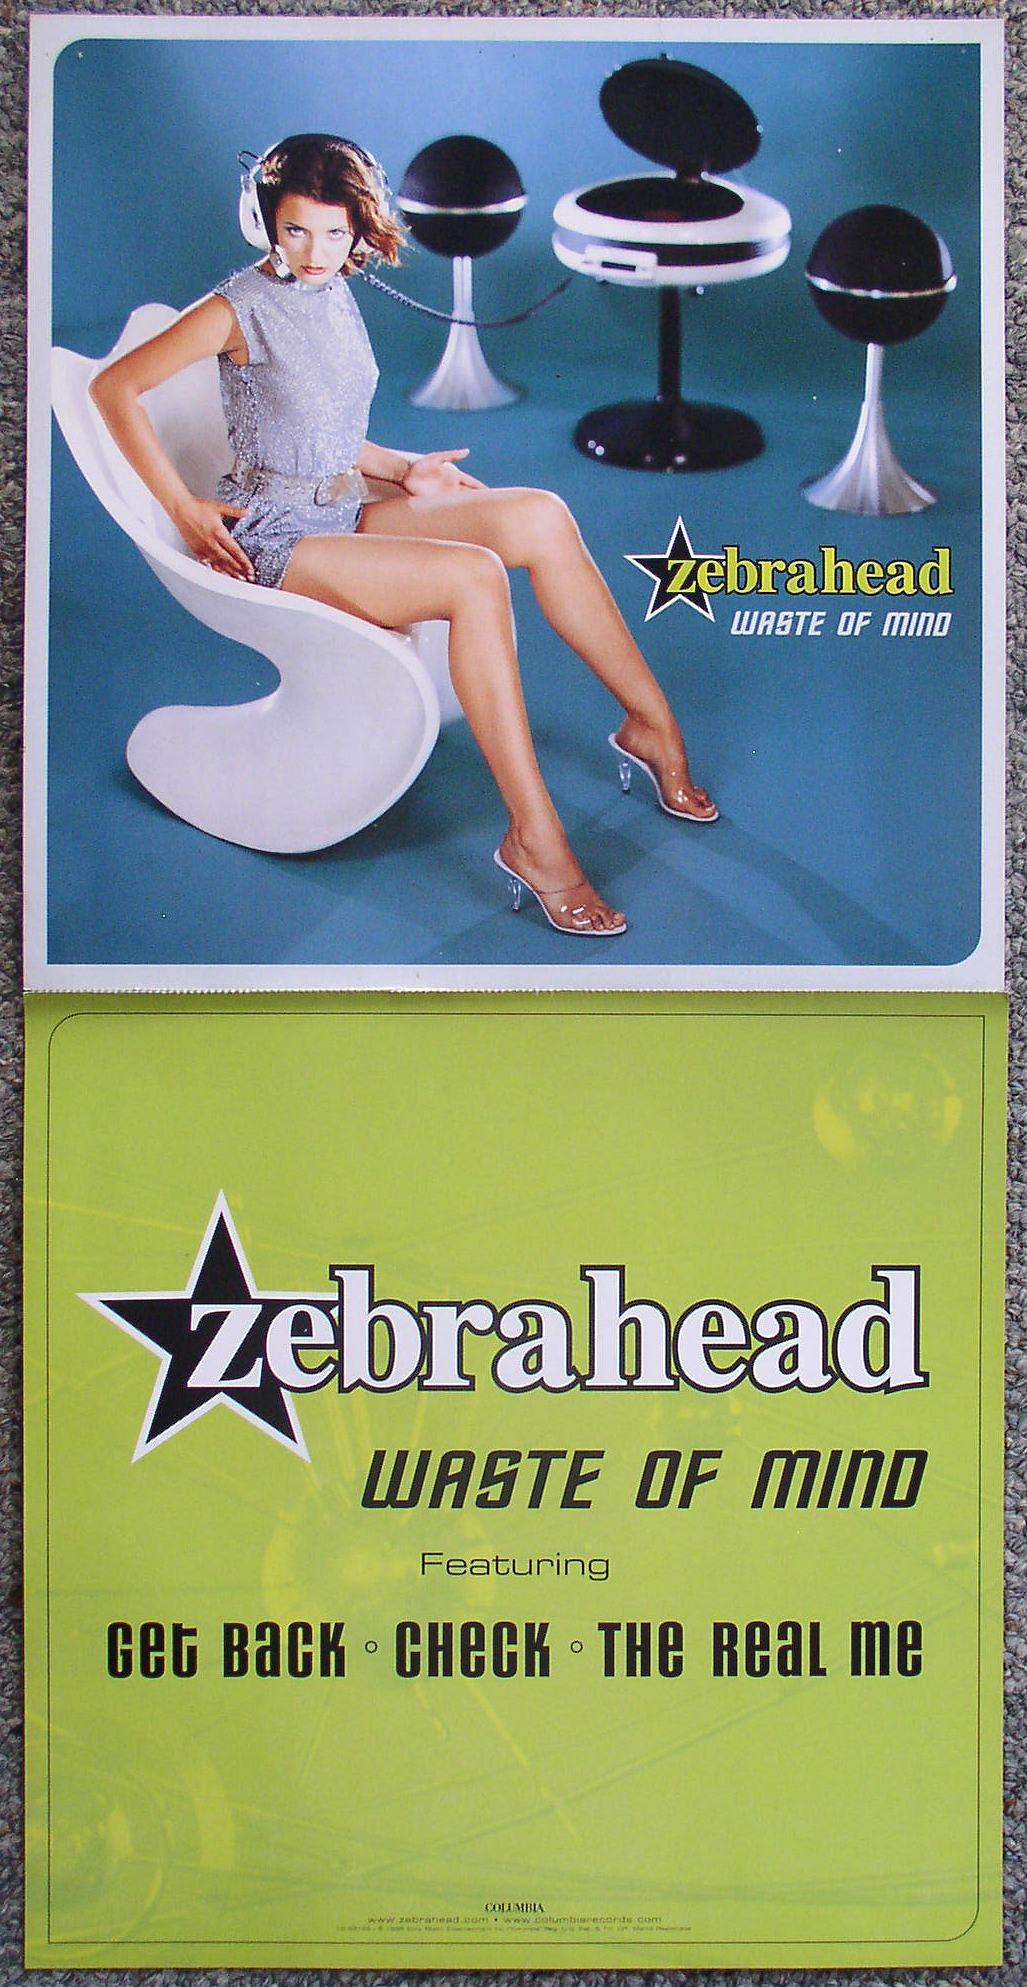 zebrahead
WASTE OF MIND
zebrahead
WASTE OF MIND
Featuring
Get Back ° CHECK ° THE Real Me
COLUMBIA
www.zebrahead.com • www.columbiarecords.com